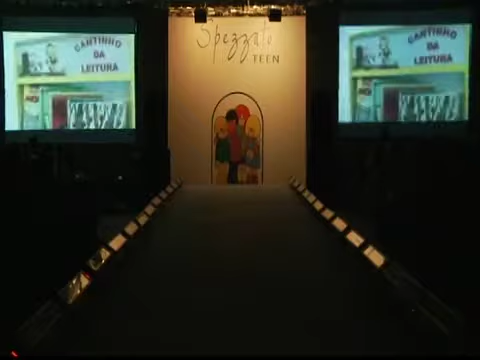 CANTINHO
DA
LEITURA
Spezzato
TEEN
CANTINHO
DA
LEITURA